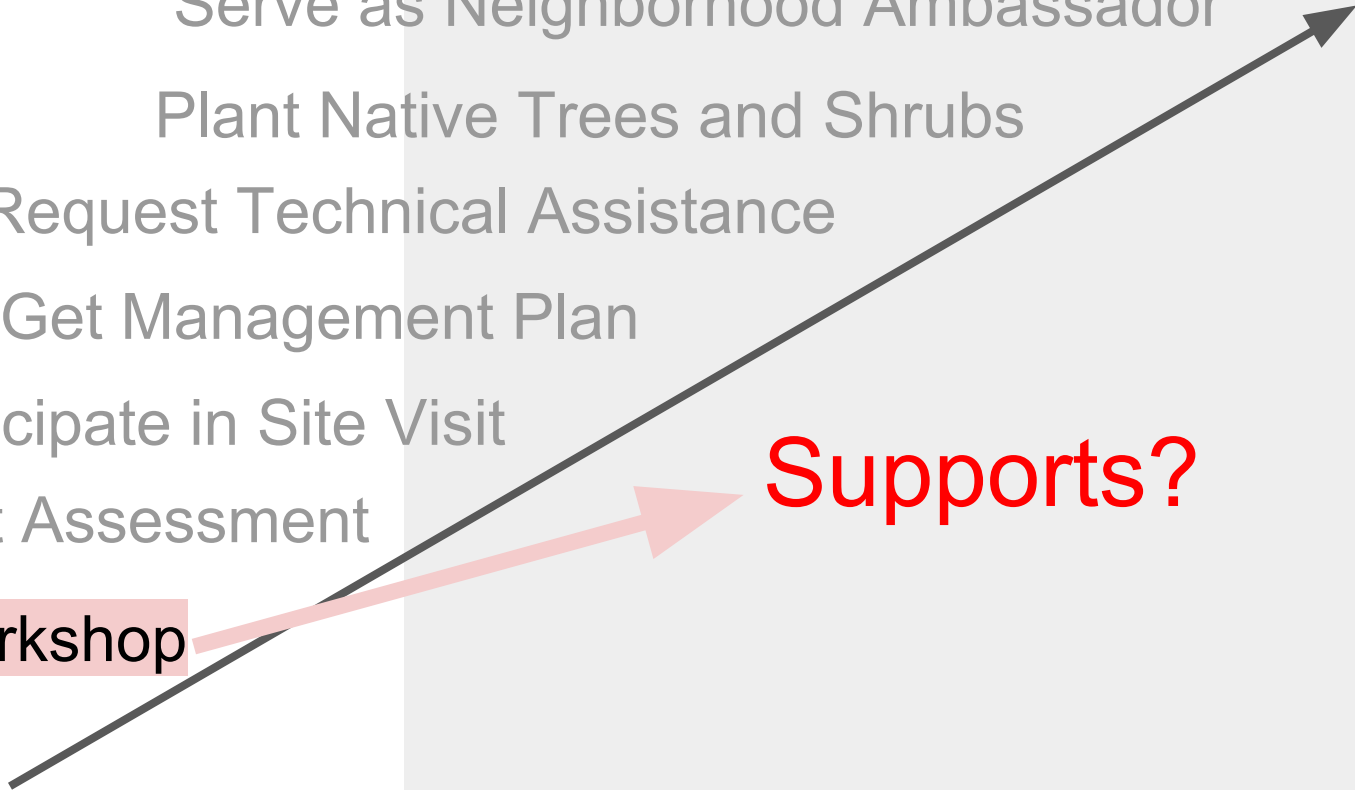 Serve as Neighborhood Ambassador
Plant Native Trees and Shrubs
Request Technical Assistance
Get Management Plan
cipate in Site Visit
Assessment
rkshop
Supports?